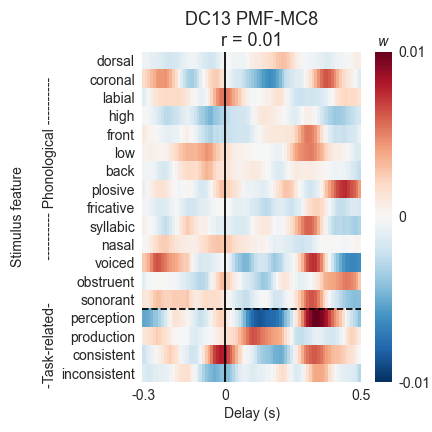 DC13 PMF-MC8
r = 0.01
w
dorsal
coronal
labial
high
front
low
back
plosive
fricative
syllabic
nasal
voiced
obstruent
sonorant
perception
production
consistent
inconsistent
Stimulus feature
-Task-related- ---------- Phonological ----------
0.01
0
-0.01
-0.3 0 0.5
Delay (s)